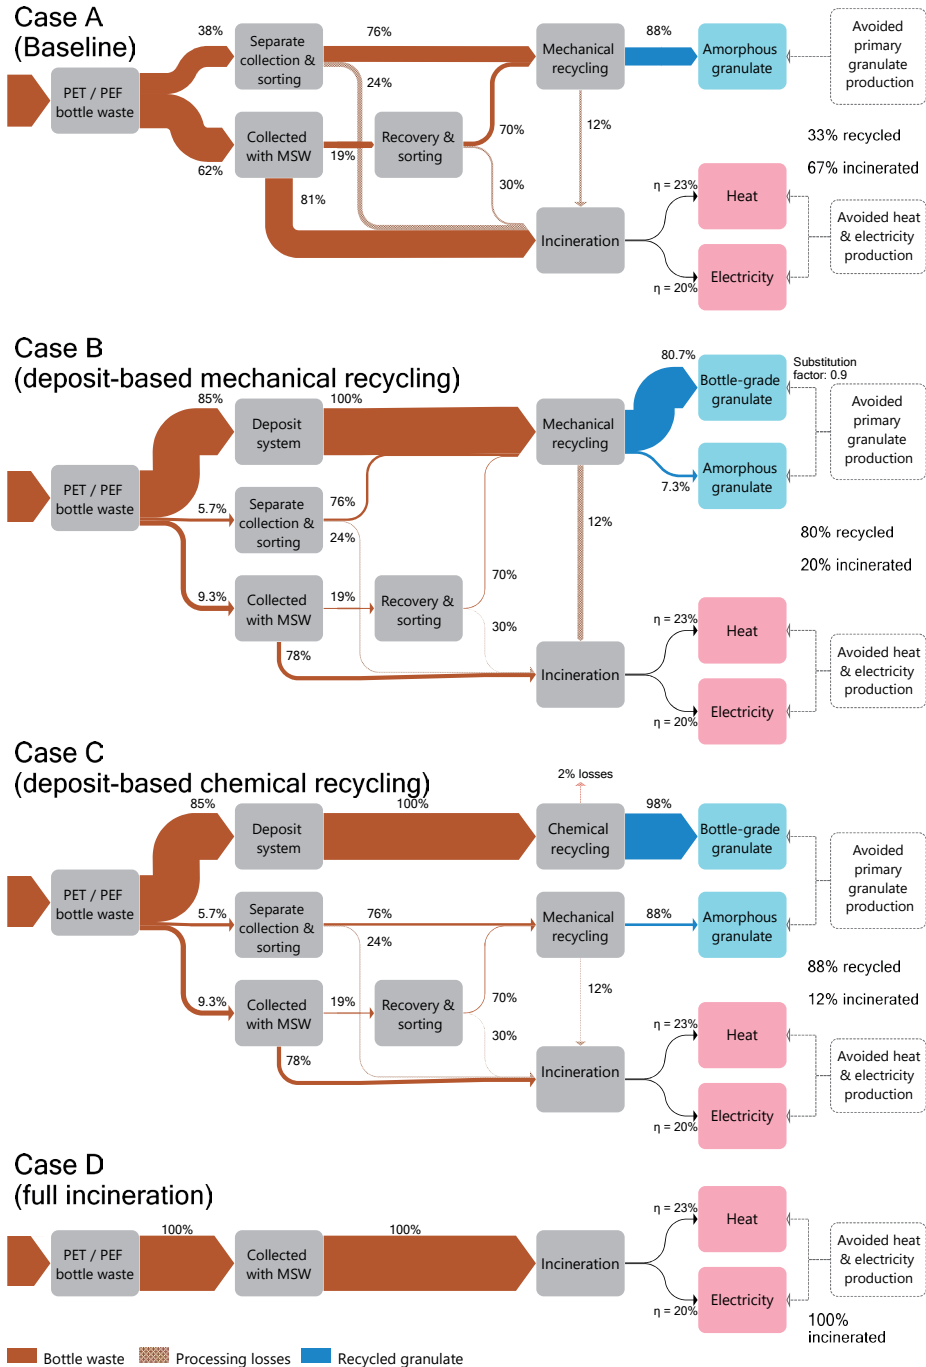 Case A
(Baseline)
38%
76%
88%
PET / PEF
bottle waste
Separate
collection &
sorting
24%
Mechanical
recycling
Amorphous
granulate
Avoided
primary
granulate
production
Collected
with MSW
62%
19%
Recovery &
sorting
70%
12%
33% recycled
67% incinerated
81%
30%
η = 23%
Heat
Incineration
Avoided heat
& electricity
production
η = 20%
Electricity
Case B
(deposit-based mechanical recycling)
85%
100%
80.7%
Substitution
factor: 0.9
Deposit
system
Mechanical
recycling
Bottle-grade
granulate
Avoided
primary
granulate
production
Amorphous
granulate
7.3%
PET / PEF
bottle waste
5.7%
Separate
collection &
sorting
76%
24%
12%
80% recycled
20% incinerated
9.3%
Collected
with MSW
19%
Recovery &
sorting
70%
30%
78%
Incineration
η = 23%
Heat
Avoided heat
& electricity
production
η = 20%
Electricity
Case C
(deposit-based chemical recycling)
2% losses
85%
100%
98%
Deposit
system
Chemical
recycling
Bottle-grade
granulate
Avoided
primary
granulate
production
PET / PEF
bottle waste
5.7%
Separate
collection &
sorting
76%
24%
Mechanical
recycling
88%
Amorphous
granulate
88% recycled
12% incinerated
9.3%
Collected
with MSW
19%
Recovery &
sorting
70%
12%
30%
78%
Incineration
η = 23%
Heat
Avoided heat
& electricity
production
η = 20%
Electricity
Case D
(full incineration)
100%
100%
PET / PEF
bottle waste
Collected
with MSW
Incineration
η = 23%
Heat
Avoided heat
& electricity
production
η = 20%
Electricity
100%
incinerated
Bottle waste
Processing losses
Recycled granulate